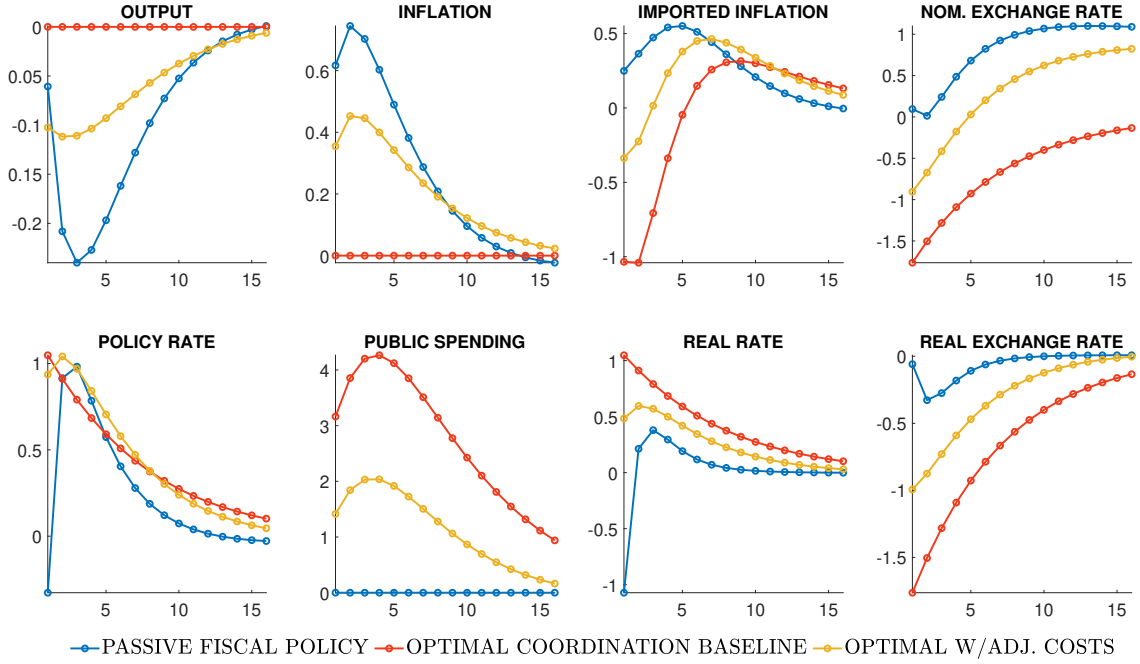 OUTPUT
0
0.05
-0.1
0.15
-0.2
5 10 15
INFLATION
0.6
0.4
0.2
0
5 10 15
IMPORTED INFLATION
0.5
0
-0.5
-1
5 10 15
NOM. EXCHANGE RATE
1
0.5
0
-0.5
-1
-1.5
5 10 15
POLICY RATE
1
0.5
0
5 10 15
PUBLIC SPENDING
4
3
2
1
0
5 10 15
REAL RATE
1
0.5
0
-0.5
-1
5 10 15
REAL EXCHANGE RATE
0
-0.5
-1
-1.5
5 10 15
PASSIVE FISCAL POLICY OPTIMAL COORDINATION BASELINE OPTIMAL W/ADJ. COSTS